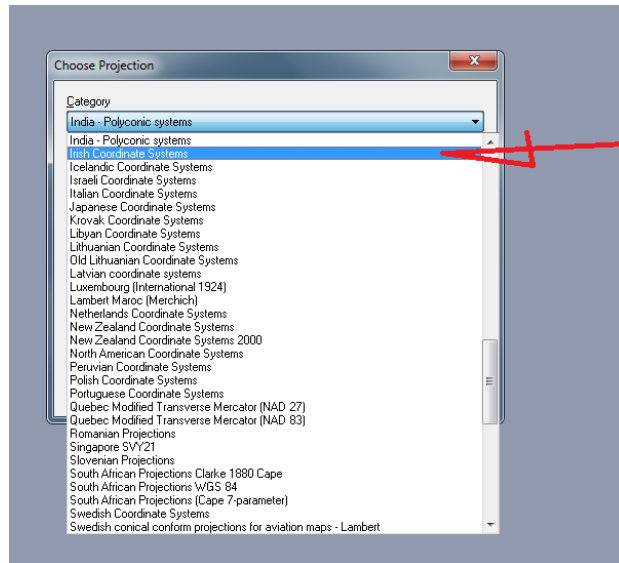 Choose Projection
Category
India - Polyconic systems
India - Polyconic systems
Irish Coordinate Systems
Icelandic Coordinate Systems
Israeli Coordinate Systems
Italian Coordinate Systems
Japanese Coordinate Systems
Krovak Coordinate Systems
Libyan Coordinate Systems
Lithuanian Coordinate Systems
Old Lithuanian Coordinate Systems
Latvian coordinate systems
Luxembourg (International 1924)
Lambert Maroc (Merchich)
Netherlands Coordinate Systems
New Zealand Coordinate Systems
New Zealand Coordinate Systems 2000
North American Coordinate Systems
Peruvian Coordinate Systems
Polish Coordinate Systems
Portuguese Coordinate Systems
Quebec Modified Transverse Mercator (NAD 27)
Quebec Modified Transverse Mercator (NAD 83)
Romanian Projections
Singapore SVY21
Slovenian Projections
South African Projections Clarke 1880 Cape
South African Projections WGS 84
South African Projections (Cape 7-parameter)
Swedish Coordinate Systems
Swedish conical conform projections for aviation maps - Lambert